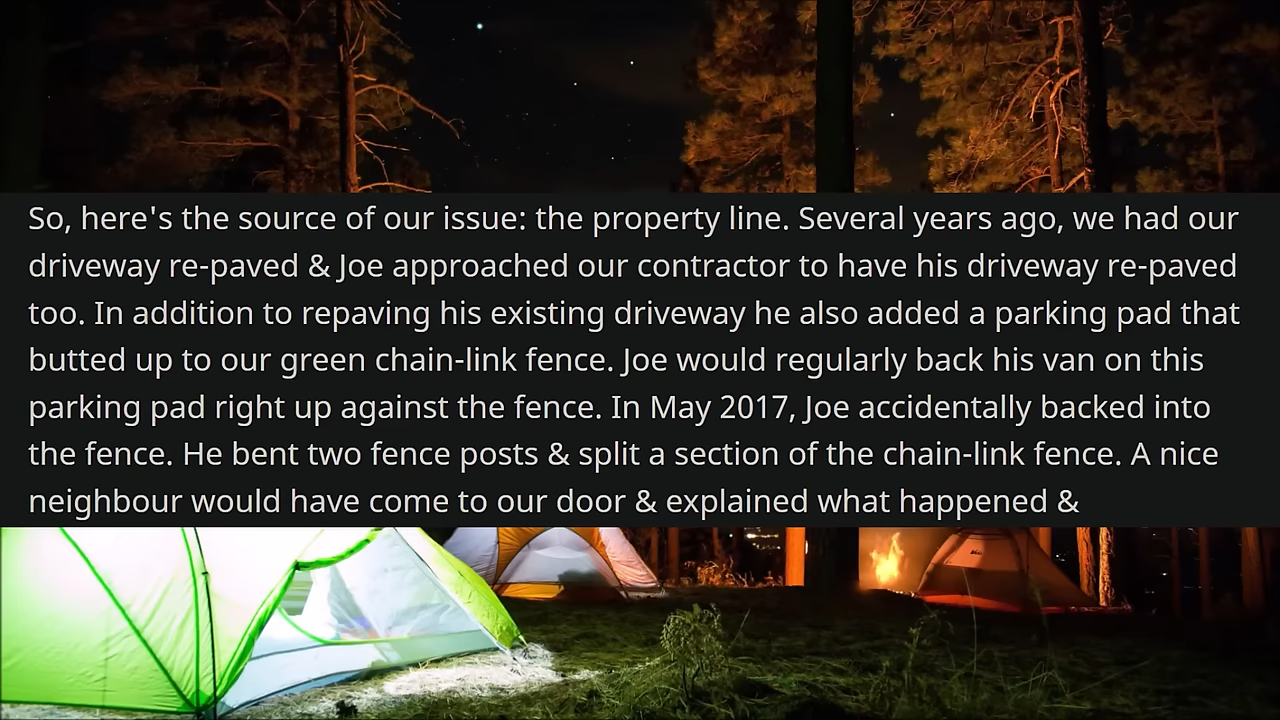 So, here's the source of our issue: the property line. Several years ago, we had our
driveway re-paved & Joe approached our contractor to have his driveway re-paved
too. In addition to repaving his existing driveway he also added a parking pad that
butted up to our green chain-link fence. Joe would regularly back his van on this
parking pad right up against the fence. In May 2017, Joe accidentally backed into
the fence. He bent two fence posts & split a section of the chain-link fence. A nice
neighbour would have come to our door & explained what happened &